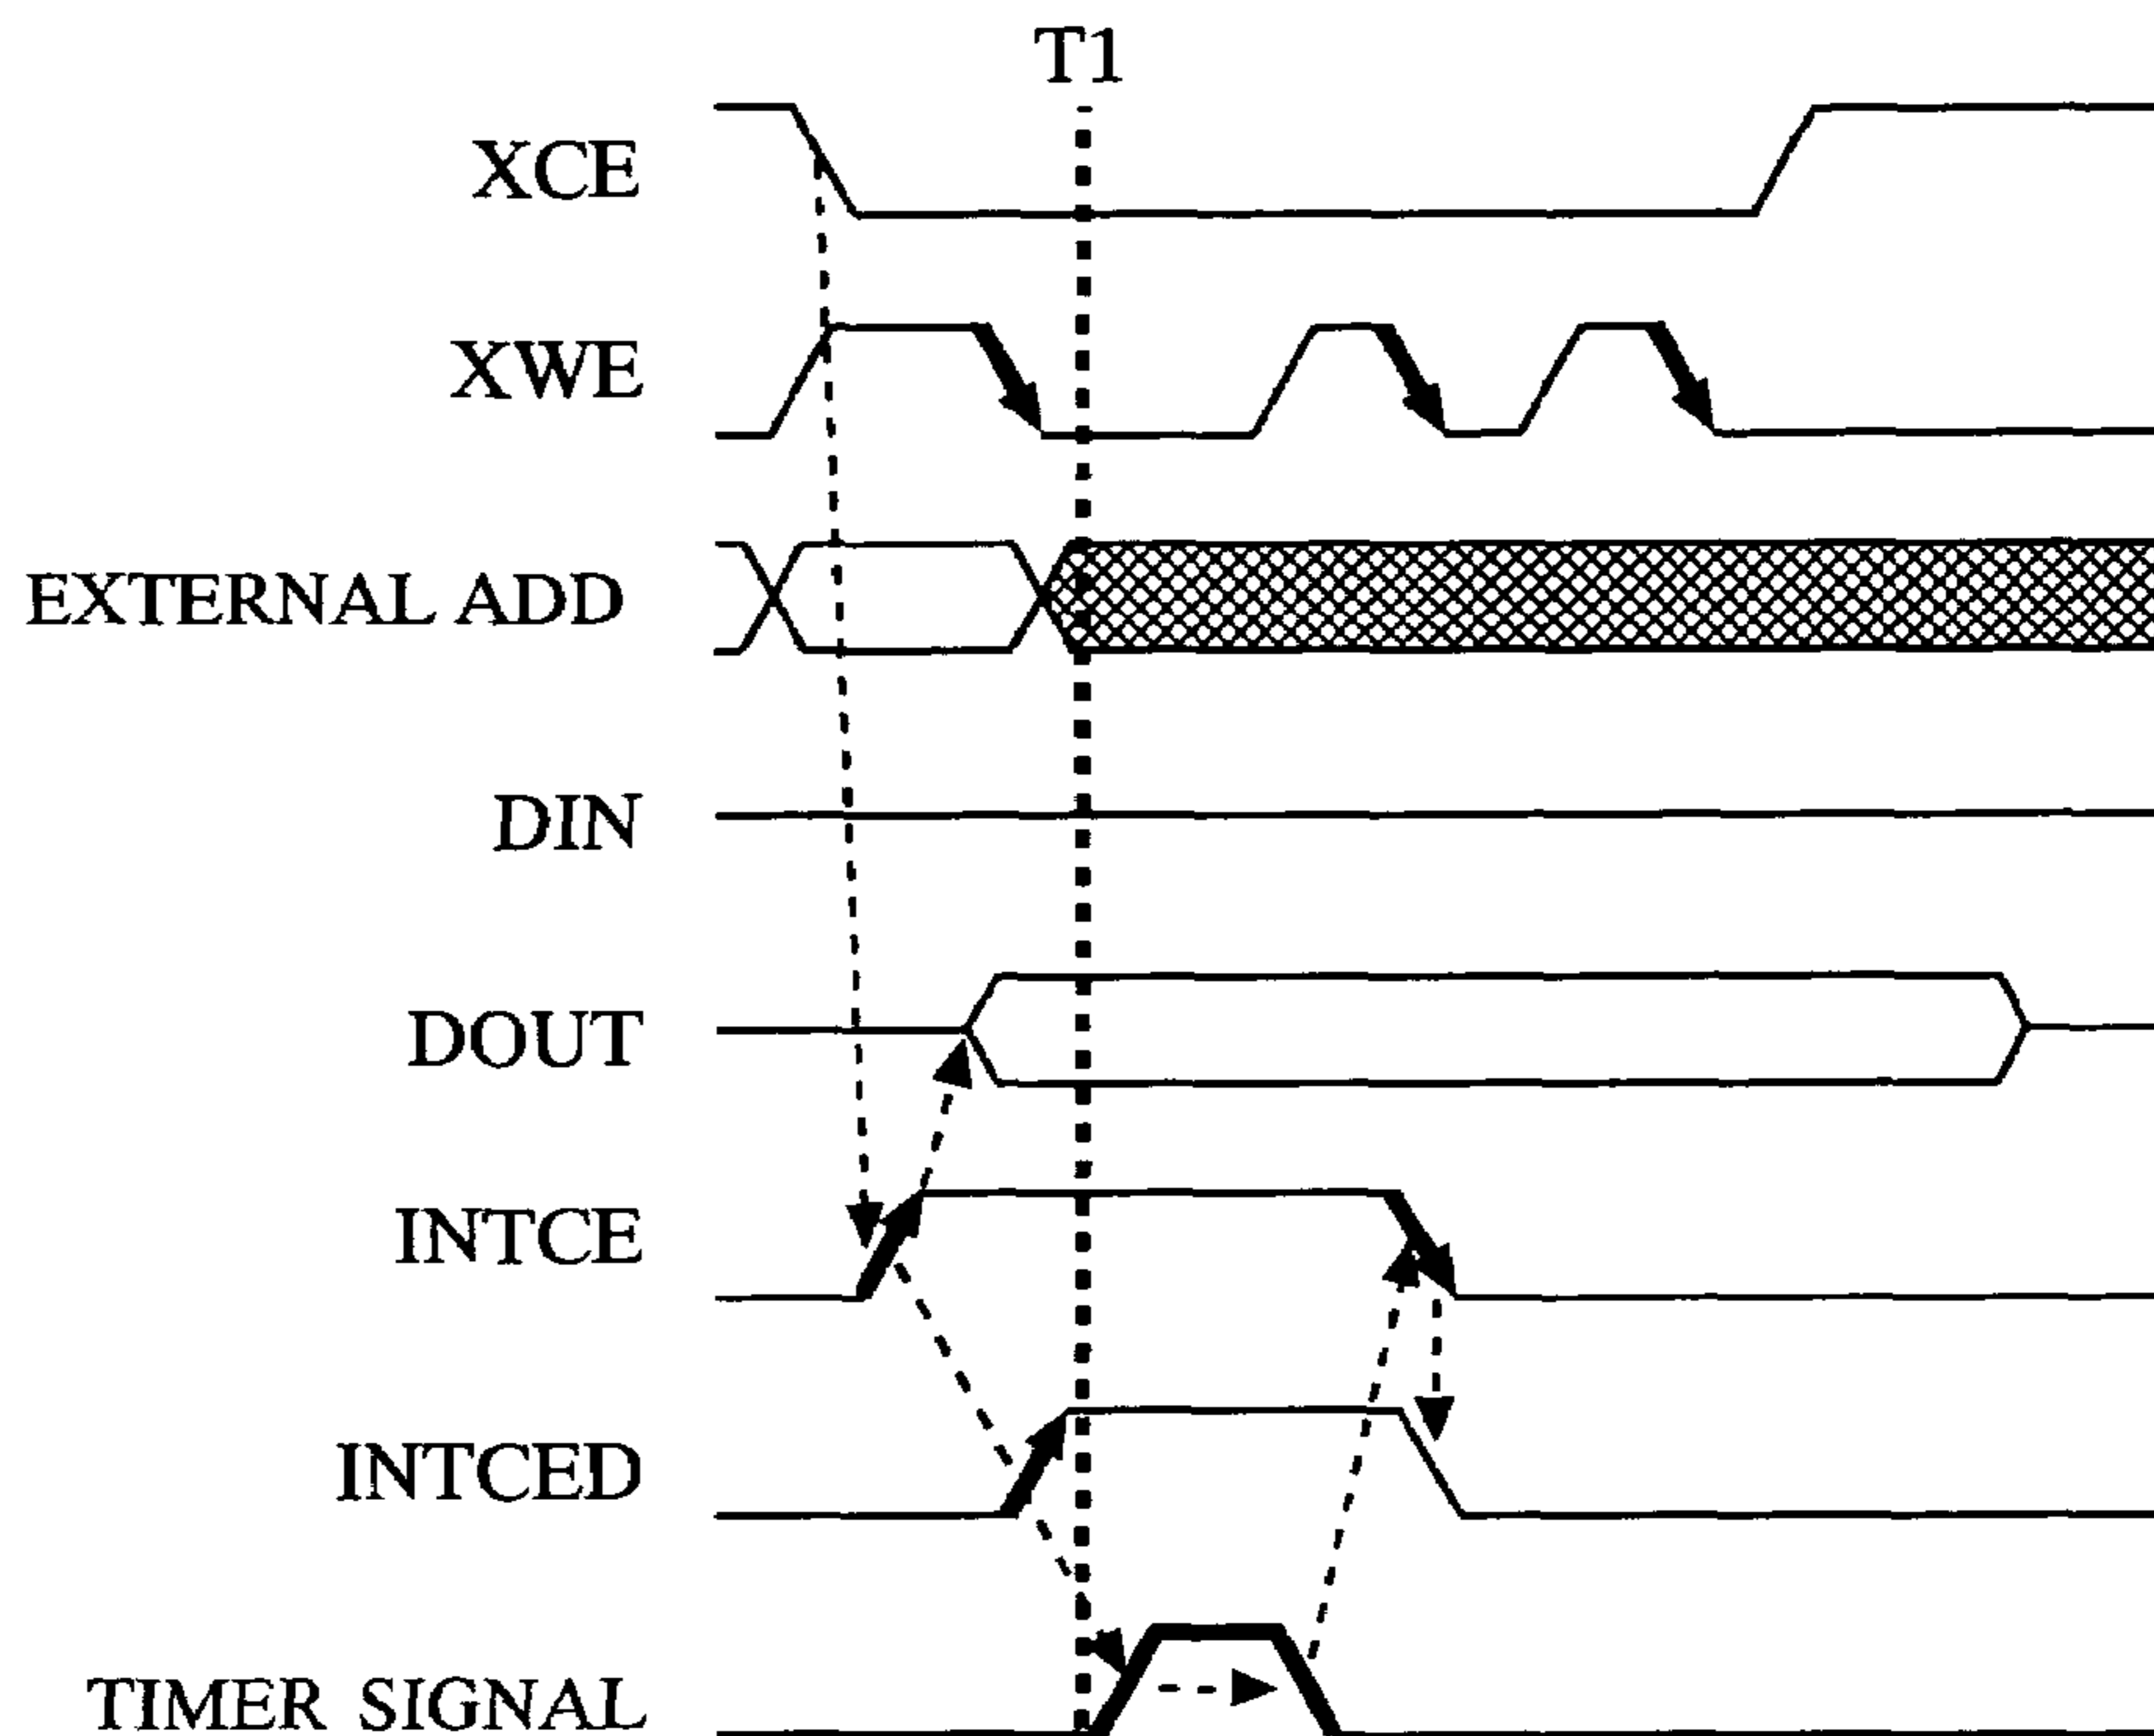 T1
XCE
XWE
EXTERNAL ADD
DIN
DOUT
INTCE
INTCED
TIMER SIGNAL